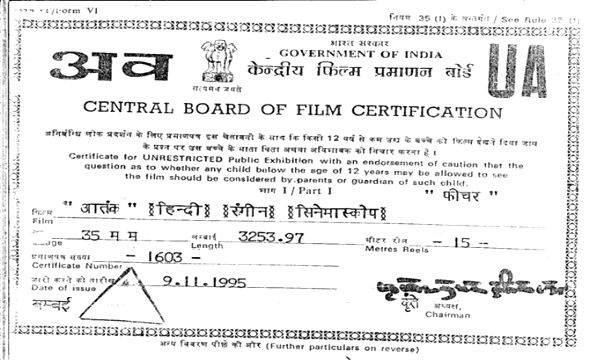 Form VI
नियम 35 (1) के अन्तर्गत / See Rule 35 (1)
भारत सरकार
GOVERNMENT OF INDIA
अव केन्द्रीय फिल्म प्रमाणन बोर्ड UA
सत्यमेव जयते
CENTRAL BOARD OF FILM CERTIFICATION
अनिर्बन्धित लोक प्रदर्शन के लिए प्रमाणपत्र इस चेतावनी के साथ कि किसी 12 वर्ष से कम उम्र के बच्चे को फिल्म देखने दिया जाय
के प्रश्न पर उस बच्चे के माता पिता अथवा अभिभावक को विचार करना है।
Certificate for UNRESTRICTED Public Exhibition with an endorsement of caution that the
question as to whether any child below the age of 12 years may be allowed to see
the film should be considered by parents or guardian of such child.
भाग I / Part I " फीचर "
फिल्म " आतंक " हिन्दी रंगीन सिनेमास्कोप
Film
35 म म लम्बाई 3253.97 मीटर रील - 15 -
Length Metres Reels
प्रमाणपत्र संख्या - 1603 -
Certificate Number
जारी करने की तारीख 9.11.1995
Date of issue
बम्बई अध्यक्ष,
Chairman
अन्य विवरण पीछे की ओर (Further particulars on reverse)